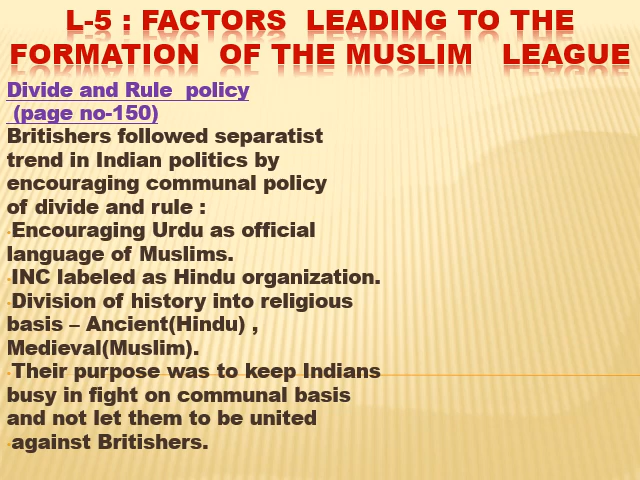 L-5 : FACTORS LEADING TO THE
FORMATION OF THE MUSLIM LEAGUE
Divide and Rule policy
(page no-150)
Britishers followed separatist
trend in Indian politics by
encouraging communal policy
of divide and rule :
•Encouraging Urdu as official
language of Muslims.
•INC labeled as Hindu organization.
•Division of history into religious
basis – Ancient(Hindu) ,
Medieval(Muslim).
•Their purpose was to keep Indians
busy in fight on communal basis
and not let them to be united
•against Britishers.